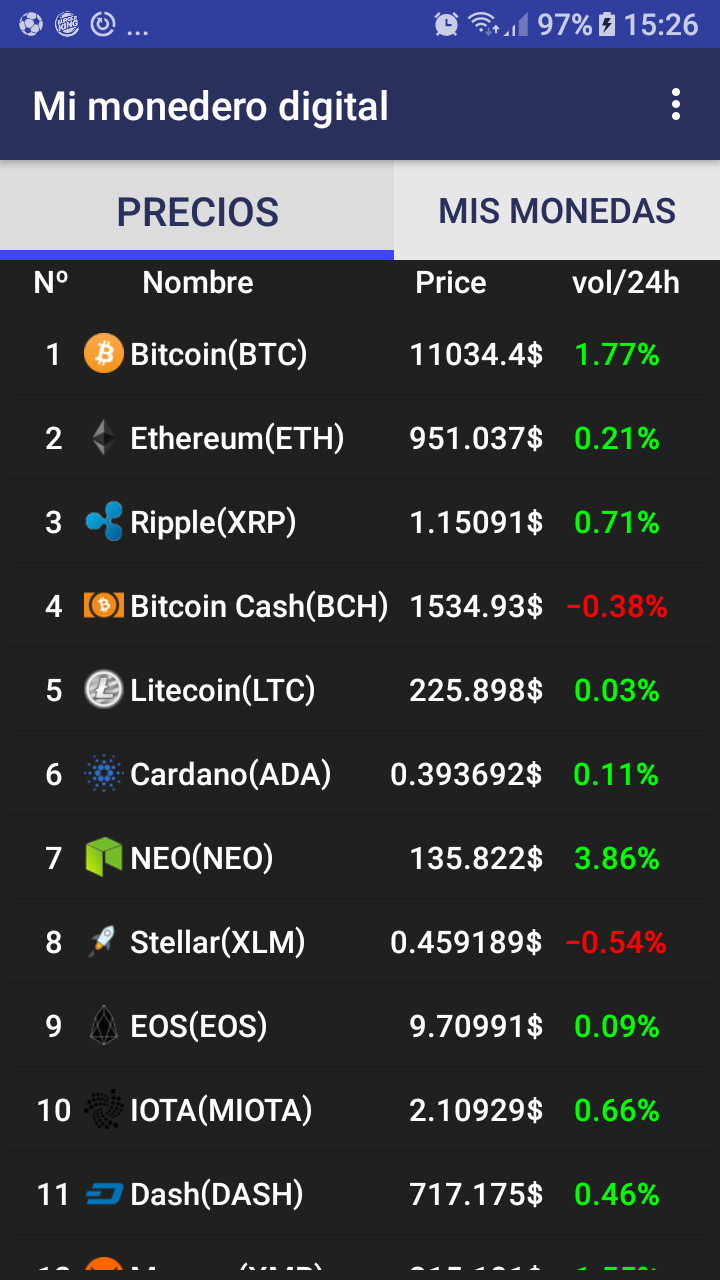 ... 97% 15:26
Mi monedero digital
PRECIOS MIS MONEDAS
Nº Nombre Price vol/24h
1 Bitcoin(BTC) 11034.4$ 1.77%
2 Ethereum(ETH) 951.037$ 0.21%
3 Ripple(XRP) 1.15091$ 0.71%
4 Bitcoin Cash(BCH) 1534.93$ -0.38%
5 Litecoin(LTC) 225.898$ 0.03%
6 Cardano(ADA) 0.393692$ 0.11%
7 NEO(NEO) 135.822$ 3.86%
8 Stellar(XLM) 0.459189$ -0.54%
9 EOS(EOS) 9.70991$ 0.09%
10 IOTA(MIOTA) 2.10929$ 0.66%
11 Dash(DASH) 717.175$ 0.46%